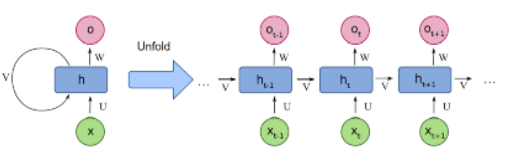 o
W
V
h
U
x
Unfold
... V
o_{t-1}
W
h_{t-1}
V
U
x_{t-1}
o_t
W
h_t
V
U
x_t
o_{t+1}
W
h_{t+1}
V
U
x_{t+1}
...